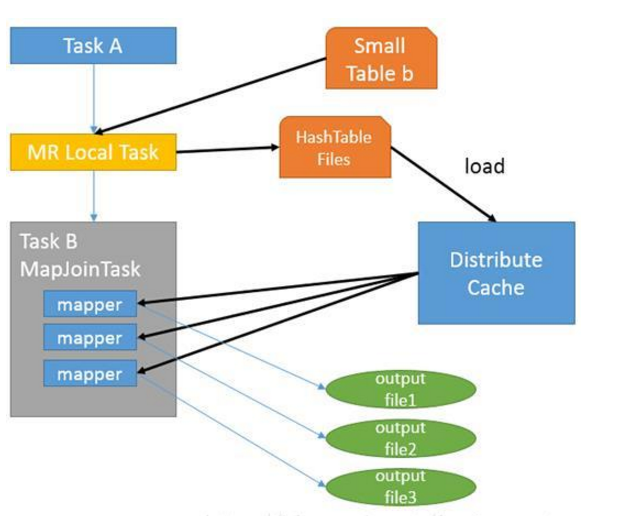 Task A
Small
Table b
MR Local Task
HashTable
Files
load
Task B
MapJoinTask
Distribute
Cache
mapper
mapper
mapper
output
file1
output
file2
output
file3